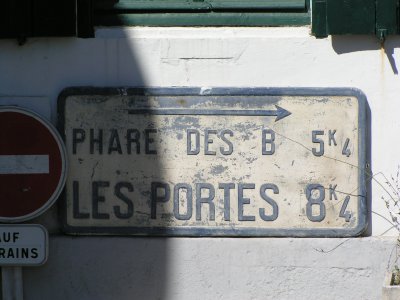 PHARE DES B 5K4
LES PORTES 8K4
AUF
RAINS